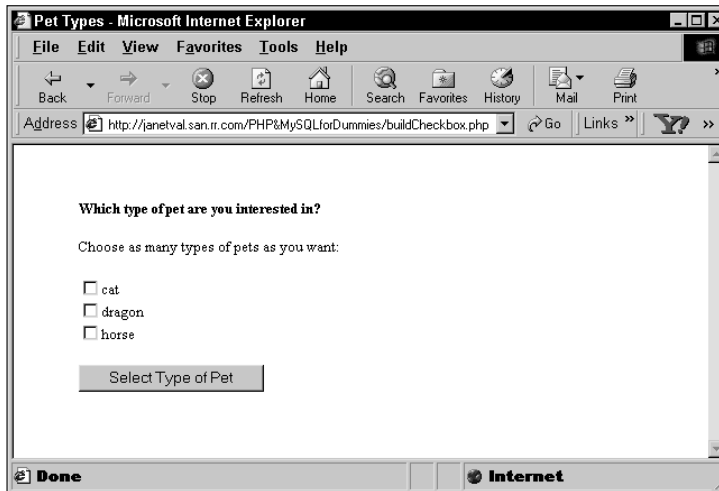 Pet Types - Microsoft Internet Explorer
File Edit View Favorites Tools Help
Back Forward Stop Refresh Home Search Favorites History Mail Print »
Address http://janetval.san.rr.com/PHP&MySQLforDummies/buildCheckbox.php Go Links » Y? »
Which type of pet are you interested in?
Choose as many types of pets as you want:
cat
dragon
horse
Select Type of Pet
Done Internet